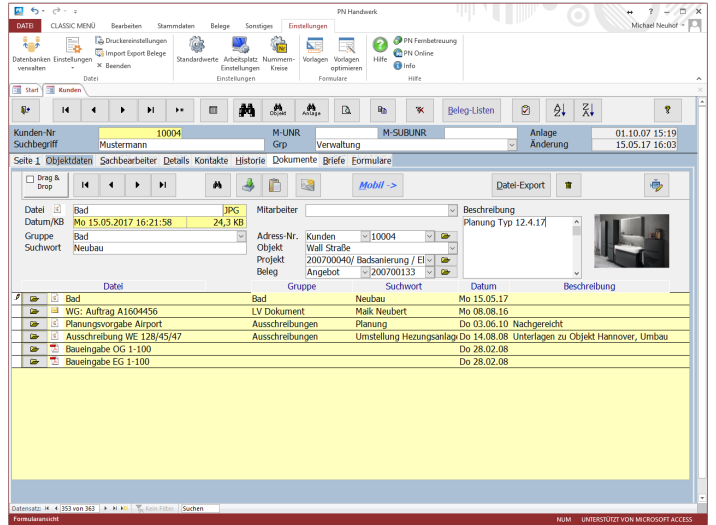 PN Handwerk
DATEI CLASSIC MENÜ Bearbeiten Stammdaten Belege Sonstiges Einstellungen Michael Neuhof
Datenbanken verwalten
Einstellungen
Druckereinstellungen
Import Export Belege
Beenden
Datei
Standardwerte
Arbeitsplatz Einstellungen
Nummern-Kreise
Einstellungen
Vorlagen
Vorlagen optimieren
Formulare
Hilfe
PN Fernbetreuung
PN Online
Info
Hilfe
Start Kunden
Objekt Anlage Beleg-Listen
Kunden-Nr 10004 M-UNR M-SUBUNR Anlage 01.10.07 15:19
Suchbegriff Mustermann Grp Verwaltung Änderung 15.05.17 16:03
Seite 1 Objektdaten Sachbearbeiter Details Kontakte Historie Dokumente Briefe Formulare
Drag & Drop Mobil -> Datei-Export
Datei Bad JPG Mitarbeiter Beschreibung
Datum/KB Mo 15.05.2017 16:21:58 24,3 KB Planung Typ 12.4.17
Gruppe Bad Adress-Nr. Kunden 10004
Suchwort Neubau Objekt Wall Straße
Projekt 200700040/ Badsanierung / El
Beleg Angebot 200700133
Datei Gruppe Suchwort Datum Beschreibung
Bad Bad Neubau Mo 15.05.17
WG: Auftrag A1604456 LV Dokument Maik Neubert Mo 08.08.16
Planungsvorgabe Airport Ausschreibungen Planung Do 03.06.10 Nachgereicht
Ausschreibung WE 128/45/47 Ausschreibungen Umstellung Hezungsanlag Do 14.08.08 Unterlagen zu Objekt Hannover, Umbau
Baueingabe OG 1-100 Do 28.02.08
Baueingabe EG 1-100 Do 28.02.08
Datensatz: 353 von 363 Kein Filter Suchen
Formularansicht NUM UNTERSTÜTZT VON MICROSOFT ACCESS